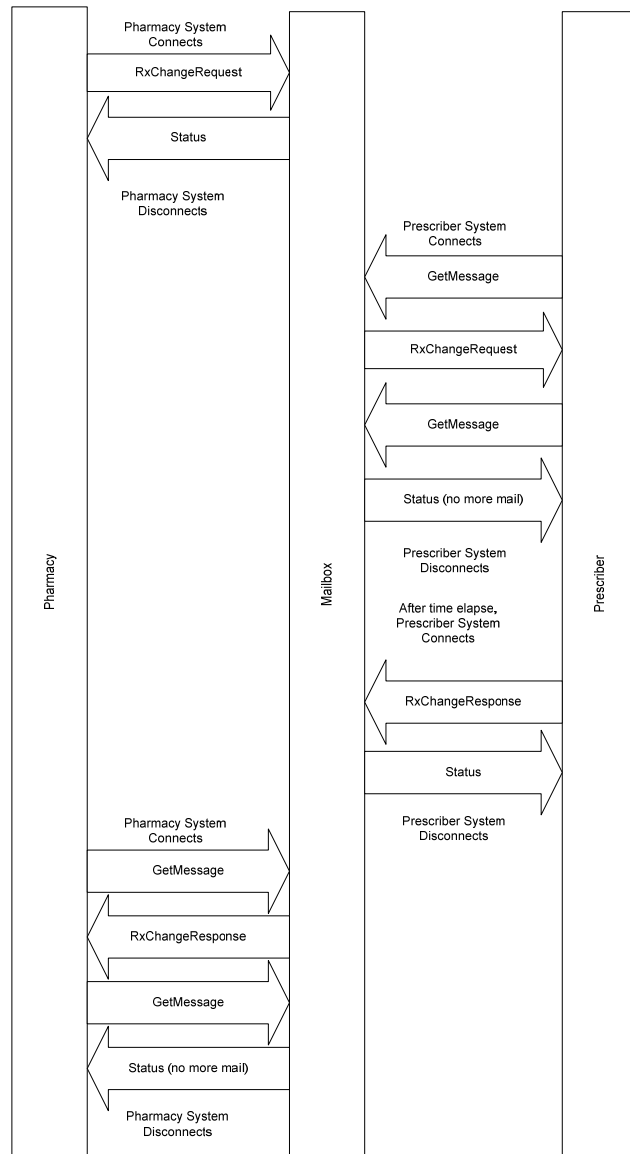 Pharmacy System
Connects
RxChangeRequest
Status
Pharmacy System
Disconnects
Prescriber System
Connects
GetMessage
RxChangeRequest
GetMessage
Status (no more mail)
Prescriber System
Disconnects
After time elapse,
Prescriber System
Connects
RxChangeResponse
Status
Prescriber System
Disconnects
Pharmacy System
Connects
GetMessage
RxChangeResponse
GetMessage
Status (no more mail)
Pharmacy System
Disconnects
Pharmacy
Mailbox
Prescriber